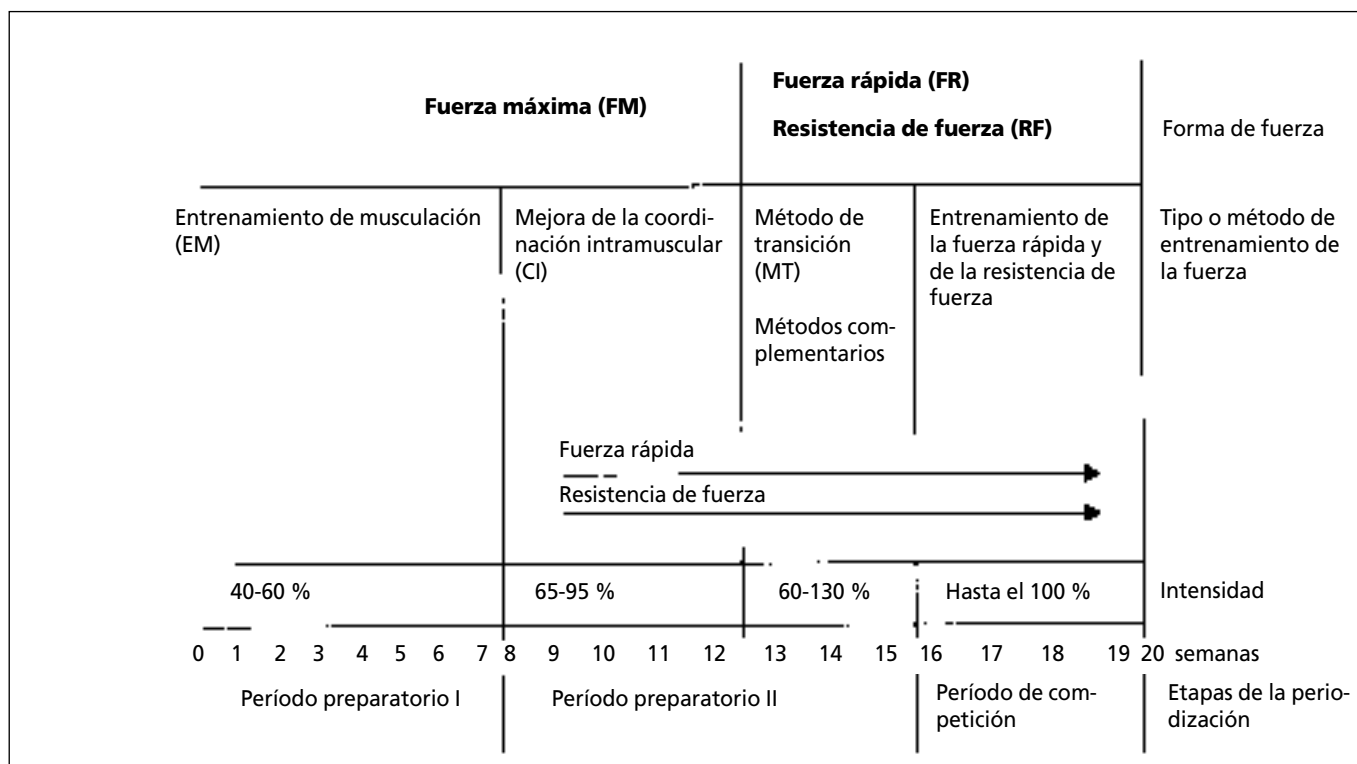 Fuerza máxima (FM)
Fuerza rápida (FR)
Resistencia de fuerza (RF)
Forma de fuerza
Entrenamiento de musculación
(EM)
Mejora de la coordi-
nación intramuscular
(CI)
Método de
transición
(MT)
Métodos com-
plementarios
Entrenamiento de
la fuerza rápida y
de la resistencia de
fuerza
Tipo o método de
entrenamiento de
la fuerza
Fuerza rápida
Resistencia de fuerza
40-60 %
65-95 %
60-130 %
Hasta el 100 %
Intensidad
0 1 2 3 4 5 6 7 8 9 10 11 12 13 14 15 16 17 18 19 20 semanas
Período preparatorio I
Período preparatorio II
Período de com-
petición
Etapas de la perio-
dización